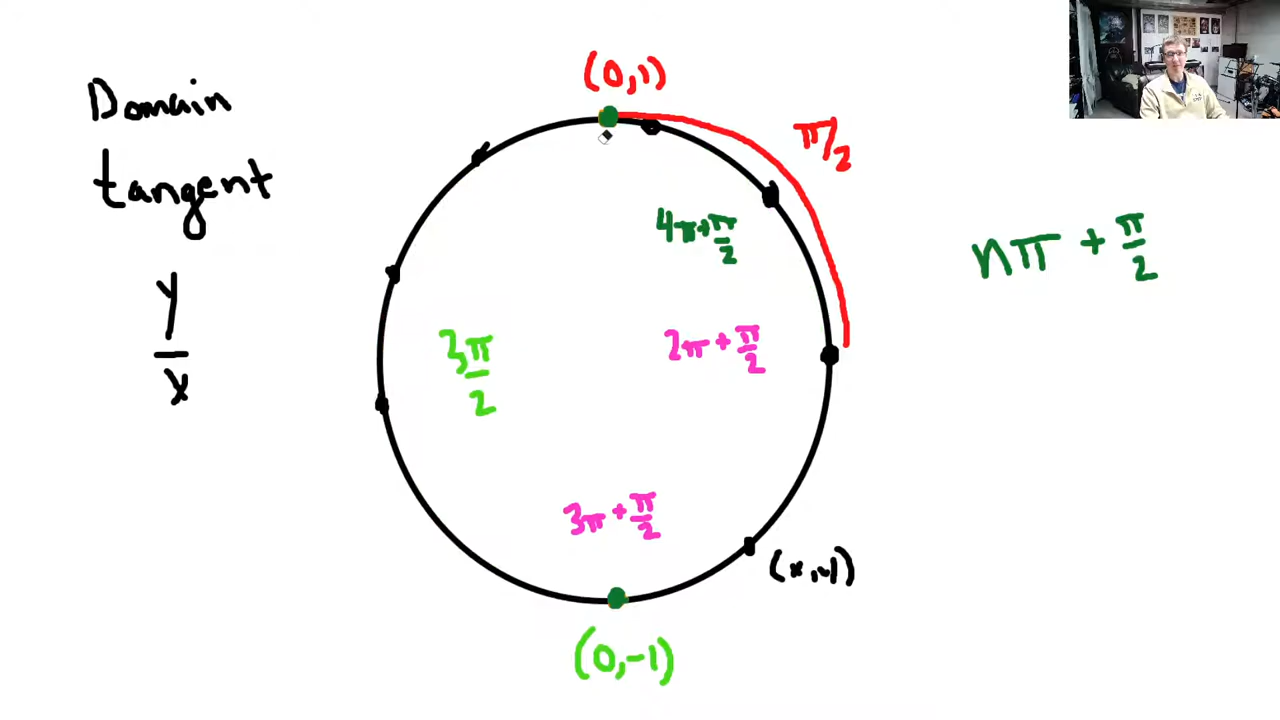 Domain
tangent
y
x
(0,1)
π/2
4π+π/2
2π+π/2
3π/2
3π+π/2
(0,-1)
nπ + π/2